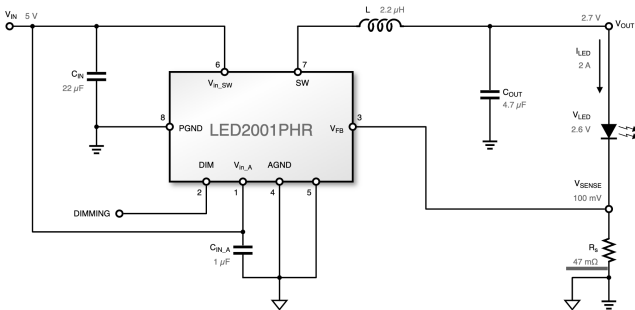 VIN 5 V
L 2.2 µH
2.7 V
VOUT
ILED
2 A
6
7
CIN
22 µF
Vin_SW
SW
COUT
4.7 µF
8
PGND
LED2001PHR
VFB
3
VLED
2.6 V
DIM
Vin_A
AGND
2
1
4
5
VSENSE
100 mV
DIMMING
CIN_A
1 µF
Rs
47 mΩ